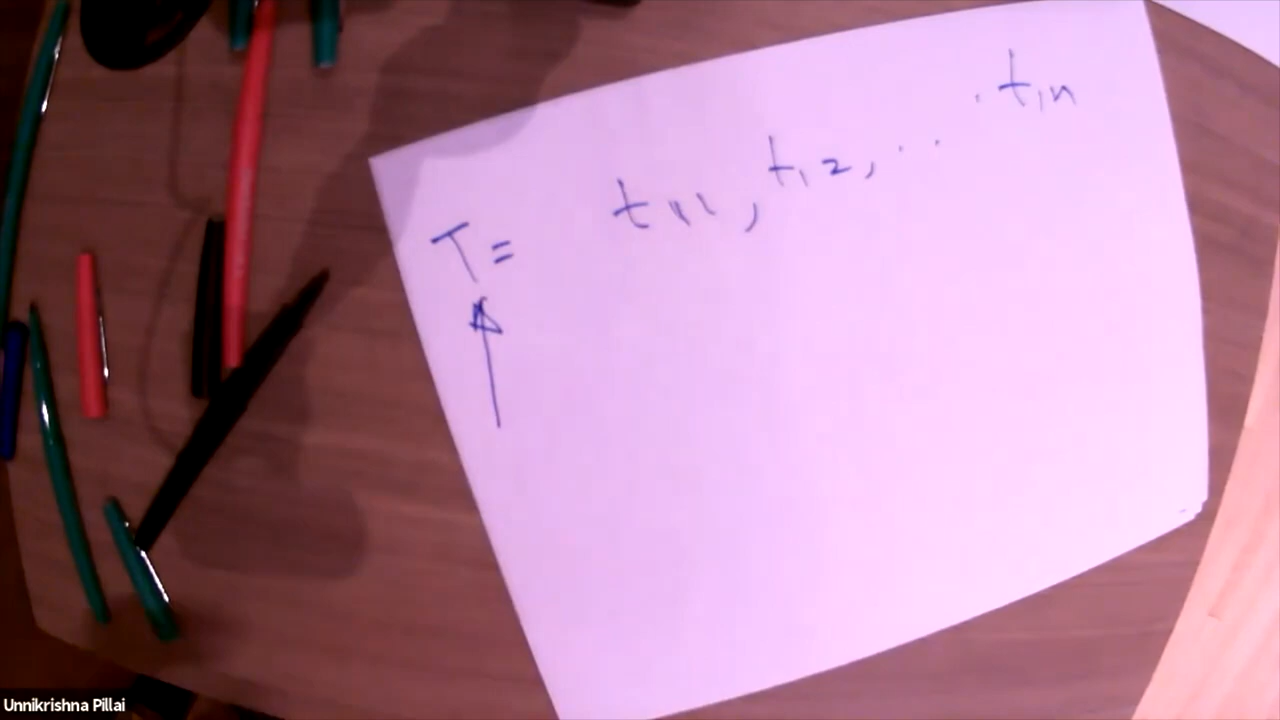 T = t11, t12, ... . t1n
Unnikrishna Pillai